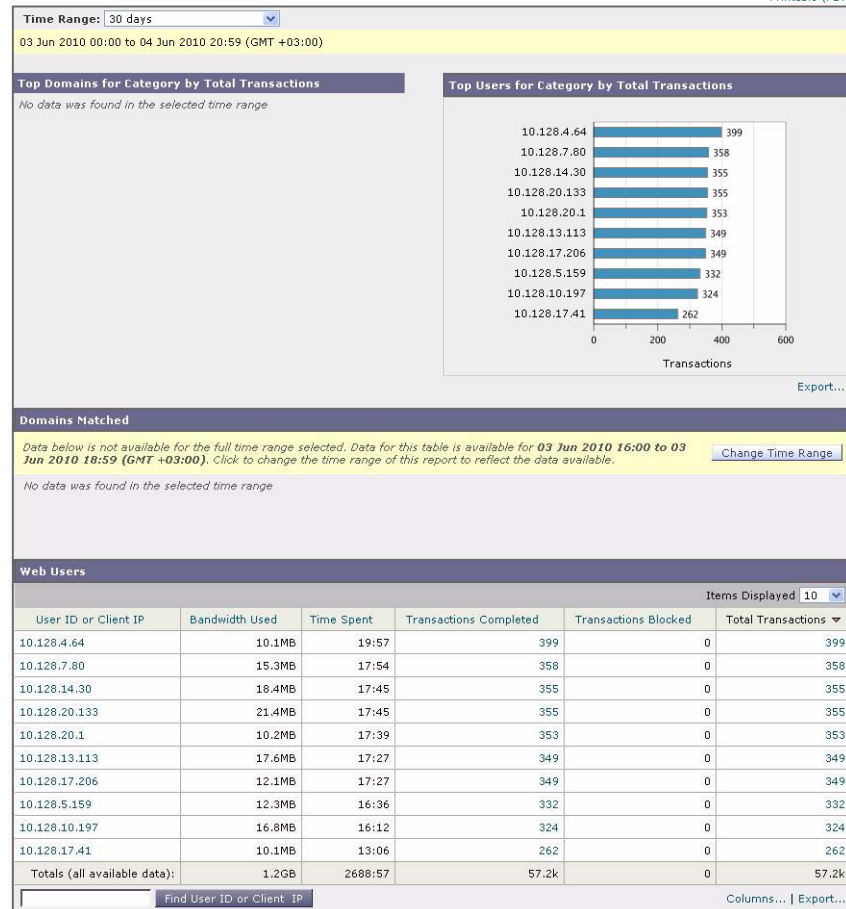 Printable (PDF
Time Range: 30 days
03 Jun 2010 00:00 to 04 Jun 2010 20:59 (GMT +03:00)
Top Domains for Category by Total Transactions
No data was found in the selected time range
Top Users for Category by Total Transactions
10.128.4.64 399
10.128.7.80 358
10.128.14.30 355
10.128.20.133 355
10.128.20.1 353
10.128.13.113 349
10.128.17.206 349
10.128.5.159 332
10.128.10.197 324
10.128.17.41 262
0 200 400 600
Transactions
Export...
Domains Matched
Data below is not available for the full time range selected. Data for this table is available for 03 Jun 2010 16:00 to 03
Jun 2010 18:59 (GMT +03:00). Click to change the time range of this report to reflect the data available.
Change Time Range
No data was found in the selected time range
Web Users
Items Displayed 10
User ID or Client IP Bandwidth Used Time Spent Transactions Completed Transactions Blocked Total Transactions
10.128.4.64 10.1MB 19:57 399 0 399
10.128.7.80 15.3MB 17:54 358 0 358
10.128.14.30 18.4MB 17:45 355 0 355
10.128.20.133 21.4MB 17:45 355 0 355
10.128.20.1 10.2MB 17:39 353 0 353
10.128.13.113 17.6MB 17:27 349 0 349
10.128.17.206 12.1MB 17:27 349 0 349
10.128.5.159 12.3MB 16:36 332 0 332
10.128.10.197 16.8MB 16:12 324 0 324
10.128.17.41 10.1MB 13:06 262 0 262
Totals (all available data): 1.2GB 2688:57 57.2k 0 57.2k
Find User ID or Client IP
Columns... | Export...